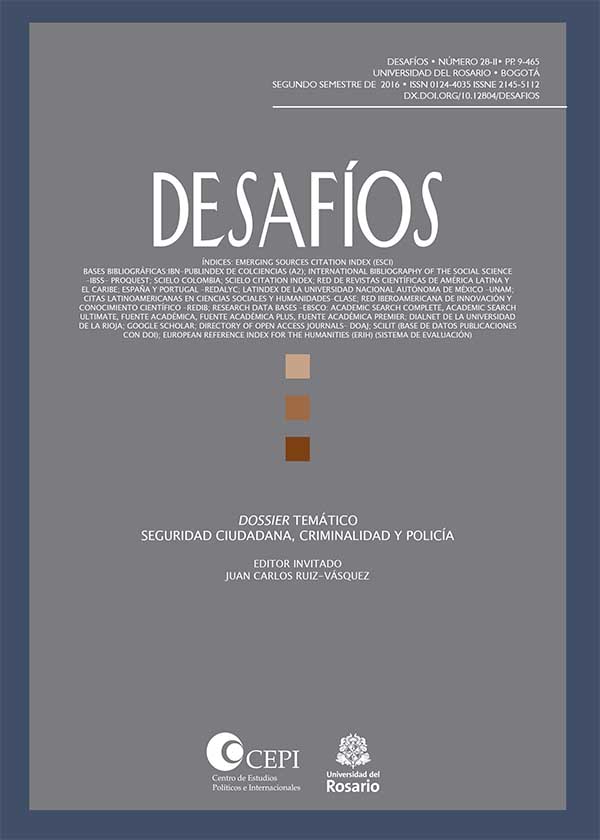 DESAFÍOS • NÚMERO 28-II• PP. 9-465
UNIVERSIDAD DEL ROSARIO • BOGOTÁ
SEGUNDO SEMESTRE DE 2016 • ISSN 0124-4035 ISSNE 2145-5112
DX.DOI.ORG/10.12804/DESAFIOS
DESAFÍOS
ÍNDICES: EMERGING SOURCES CITATION INDEX (ESCI)
BASES BIBLIOGRÁFICAS:IBN-PUBLINDEX DE COLCIENCIAS (A2); INTERNATIONAL BIBLIOGRAPHY OF THE SOCIAL SCIENCE
-IBSS- PROQUEST; SCIELO COLOMBIA; SCIELO CITATION INDEX; RED DE REVISTAS CIENTÍFICAS DE AMÉRICA LATINA Y
EL CARIBE; ESPAÑA Y PORTUGAL -REDALYC; LATINDEX DE LA UNIVERSIDAD NACIONAL AUTÓNOMA DE MÉXICO -UNAM;
CITAS LATINOAMERICANAS EN CIENCIAS SOCIALES Y HUMANIDADES-CLASE; RED IBEROAMERICANA DE INNOVACIÓN Y
CONOCIMIENTO CIENTÍFICO -REDIB; RESEARCH DATA BASES -EBSCO: ACADEMIC SEARCH COMPLETE, ACADEMIC SEARCH
ULTIMATE, FUENTE ACADÉMICA, FUENTE ACADÉMICA PLUS, FUENTE ACADÉMICA PREMIER; DIALNET DE LA UNIVERSIDAD
DE LA RIOJA; GOOGLE SCHOLAR; DIRECTORY OF OPEN ACCESS JOURNALS- DOAJ; SCILIT (BASE DE DATOS PUBLICACIONES
CON DOI); EUROPEAN REFERENCE INDEX FOR THE HUMANITIES (ERIH) (SISTEMA DE EVALUACIÓN)
DOSSIER TEMÁTICO
SEGURIDAD CIUDADANA, CRIMINALIDAD Y POLICÍA
EDITOR INVITADO
JUAN CARLOS RUIZ-VÁSQUEZ
CEPI
Centro de Estudios
Políticos e Internacionales
Universidad del
Rosario